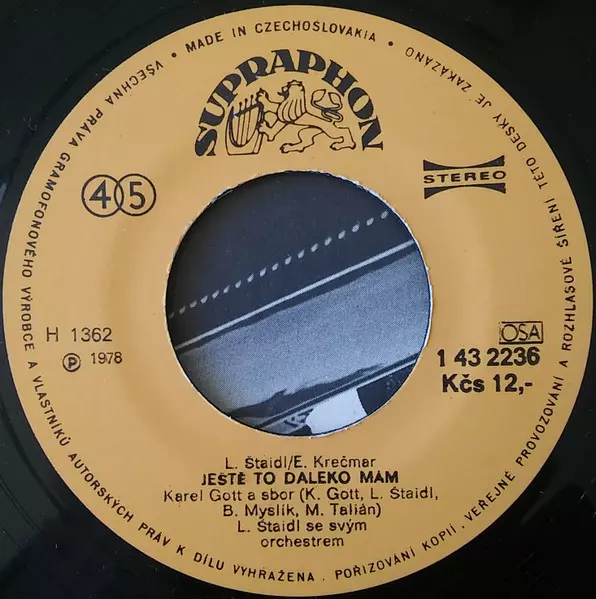 VŠECHNA PRÁVA GRAMOFONOVÉHO VÝROBCE A VLASTNÍKŮ AUTORSKÝCH PRÁV K DÍLU VYHRAŽENA. POŘIZOVÁNÍ KOPIÍ, VEŘEJNÉ PROVOZOVÁNÍ A ROZHLASOVÉ ŠÍŘENÍ TÉTO DESKY JE ZAKÁZÁNO
• MADE IN CZECHOSLOVAKIA •
SUPRAPHON
45
STEREO
H 1362
Ⓟ 1978
OSA
1 43 2236
Kčs 12,-
L. Štaidl/E. Krečmar
JEŠTĚ TO DALEKO MÁM
Karel Gott a sbor (K. Gott, L. Štaidl,
B. Myslík, M. Talián)
L. Štaidl se svým
orchestrem